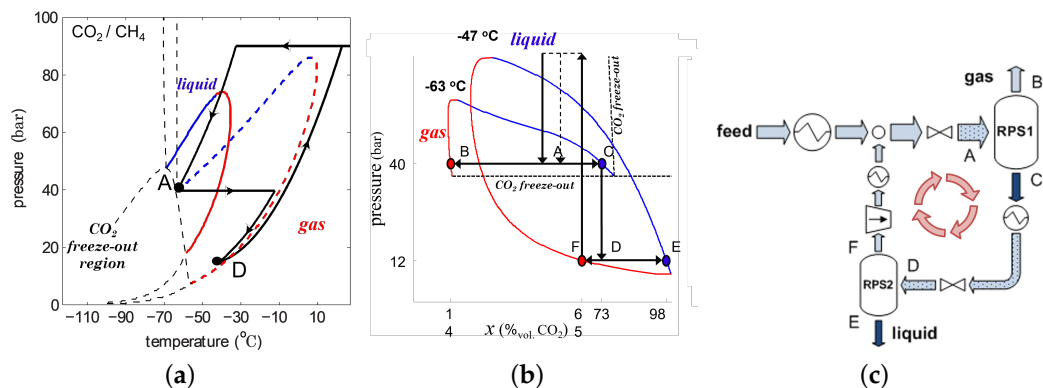 CO₂ / CH₄
100
80
60
40
20
0
pressure (bar)
liquid
A
gas
CO₂
freeze-out
region
D
−110
−90
−70
−50
−30
−10
10
temperature (°C)
(a)
-47 °C
liquid
-63 °C
gas
CO₂ freeze-out
B
A
C
40
CO₂ freeze-out
pressure (bar)
F
D
E
12
1
4
6
5
73
98
x (%vol. CO₂)
(b)
gas
B
feed
RPS1
A
C
F
D
RPS2
E
liquid
(c)